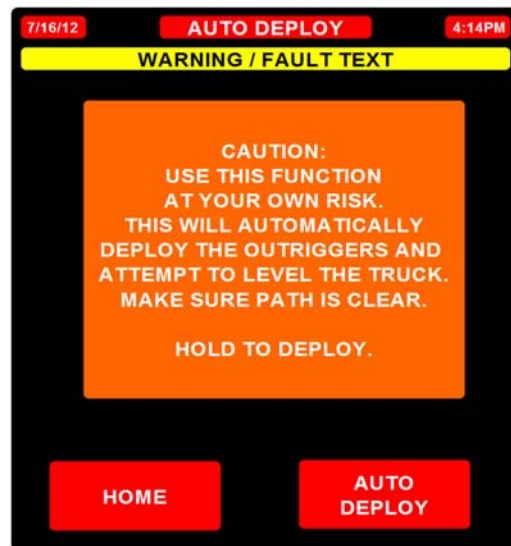 7/16/12 AUTO DEPLOY 4:14PM
WARNING / FAULT TEXT
CAUTION:
USE THIS FUNCTION
AT YOUR OWN RISK.
THIS WILL AUTOMATICALLY
DEPLOY THE OUTRIGGERS AND
ATTEMPT TO LEVEL THE TRUCK.
MAKE SURE PATH IS CLEAR.
HOLD TO DEPLOY.
HOME
AUTO
DEPLOY